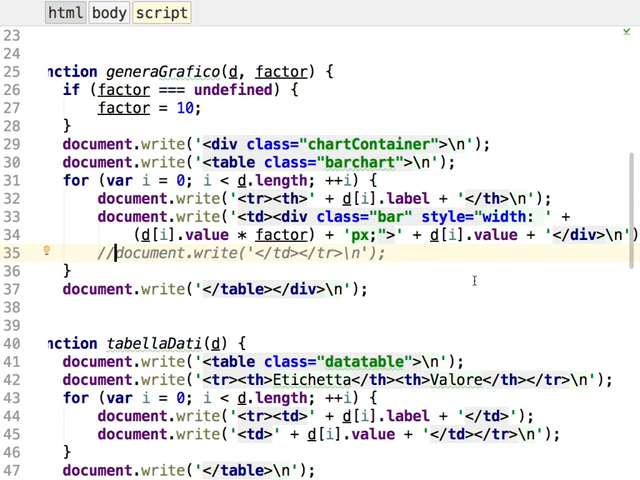 html body script
23
24
25 nction generaGrafico(d, factor) {
26 if (factor === undefined) {
27 factor = 10;
28 }
29 document.write('<div class="chartContainer">\n');
30 document.write('<table class="barchart">\n');
31 for (var i = 0; i < d.length; ++i) {
32 document.write('<tr><th>' + d[i].label + '</th>\n');
33 document.write('<td><div class="bar" style="width: ' +
34 (d[i].value * factor) + 'px;">' + d[i].value + '</div>\n')
35 //document.write('</td></tr>\n');
36 }
37 document.write('</table></div>\n');
38
39
40 nction tabellaDati(d) {
41 document.write('<table class="datatable">\n');
42 document.write('<tr><th>Etichetta</th><th>Valore</th></tr>\n');
43 for (var i = 0; i < d.length; ++i) {
44 document.write('<tr><td>' + d[i].label + '</td>');
45 document.write('<td>' + d[i].value + '</td></tr>\n');
46 }
47 document.write('</table>\n');